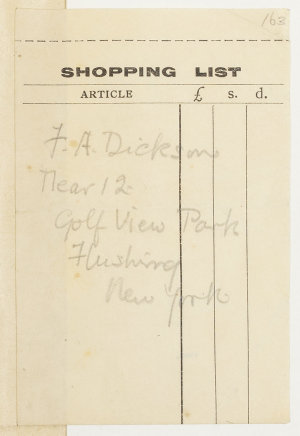 163
SHOPPING LIST
ARTICLE £ s. d.
F. A. Dickson
Near 12
Golf View Park
Flushing
New York